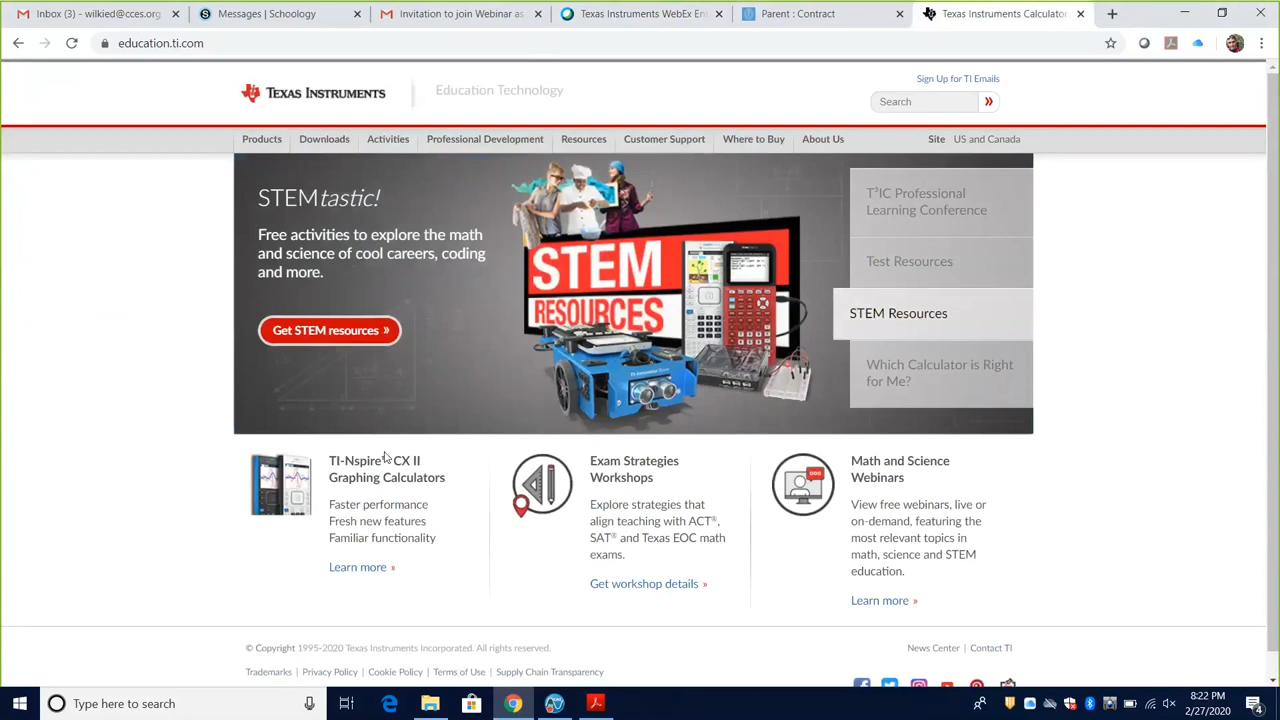 Inbox (3) - wilkied@cces.org
Messages | Schology
Invitation to join Webinar as
Texas Instruments WebEx Ent
Parent : Contract
Texas Instruments Calculator
education.ti.com
Sign Up for TI Emails
TEXAS INSTRUMENTS
Education Technology
Search
Products
Downloads
Activities
Professional Development
Resources
Customer Support
Where to Buy
About Us
Site US and Canada
STEMtastic!
Free activities to explore the math
and science of cool careers, coding
and more.
Get STEM resources »
STEM
RESOURCES
T³IC Professional
Learning Conference
Test Resources
STEM Resources
Which Calculator is Right
for Me?
TI-Nspire CX II
Graphing Calculators
Faster performance
Fresh new features
Familiar functionality
Learn more »
Exam Strategies
Workshops
Explore strategies that
align teaching with ACT®,
SAT® and Texas EOC math
exams.
Get workshop details »
Math and Science
Webinars
View free webinars, live or
on-demand, featuring the
most relevant topics in
math, science and STEM
education.
Learn more »
© Copyright 1995-2020 Texas Instruments Incorporated. All rights reserved.
News Center | Contact TI
Trademarks | Privacy Policy | Cookie Policy | Terms of Use | Supply Chain Transparency
Type here to search
8:22 PM
2/27/2020
4